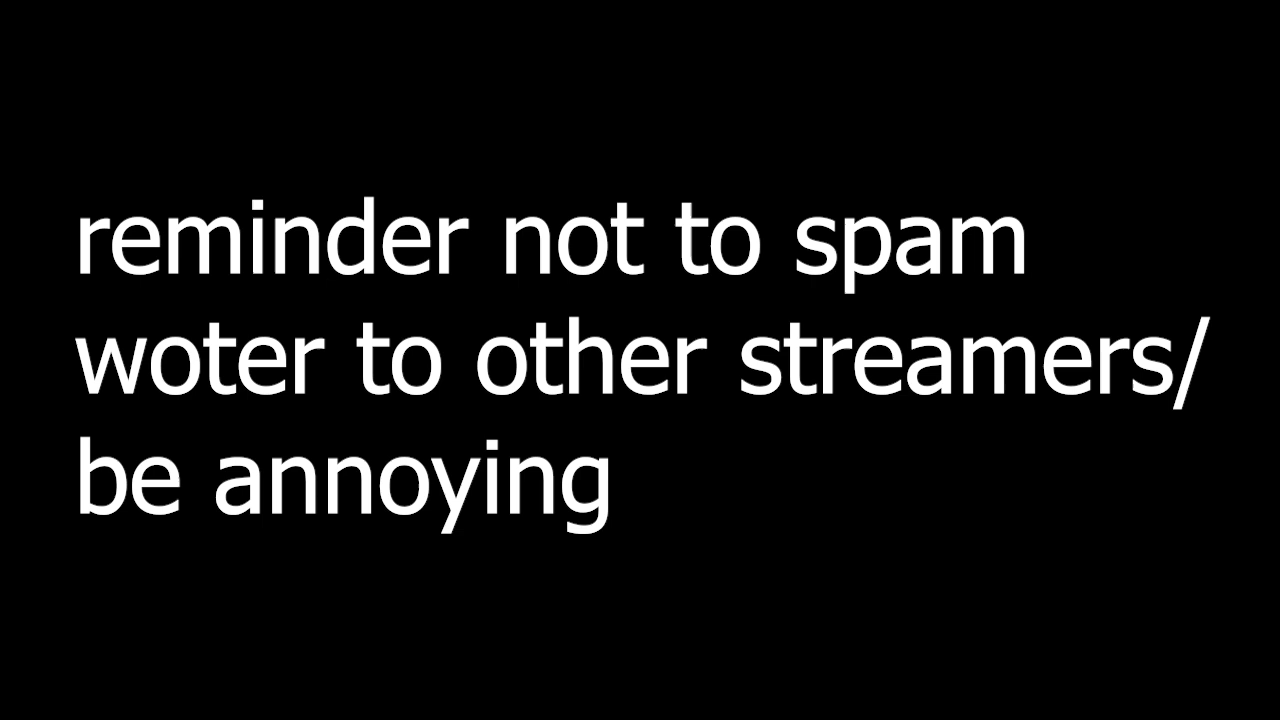 reminder not to spam
woter to other streamers/
be annoying